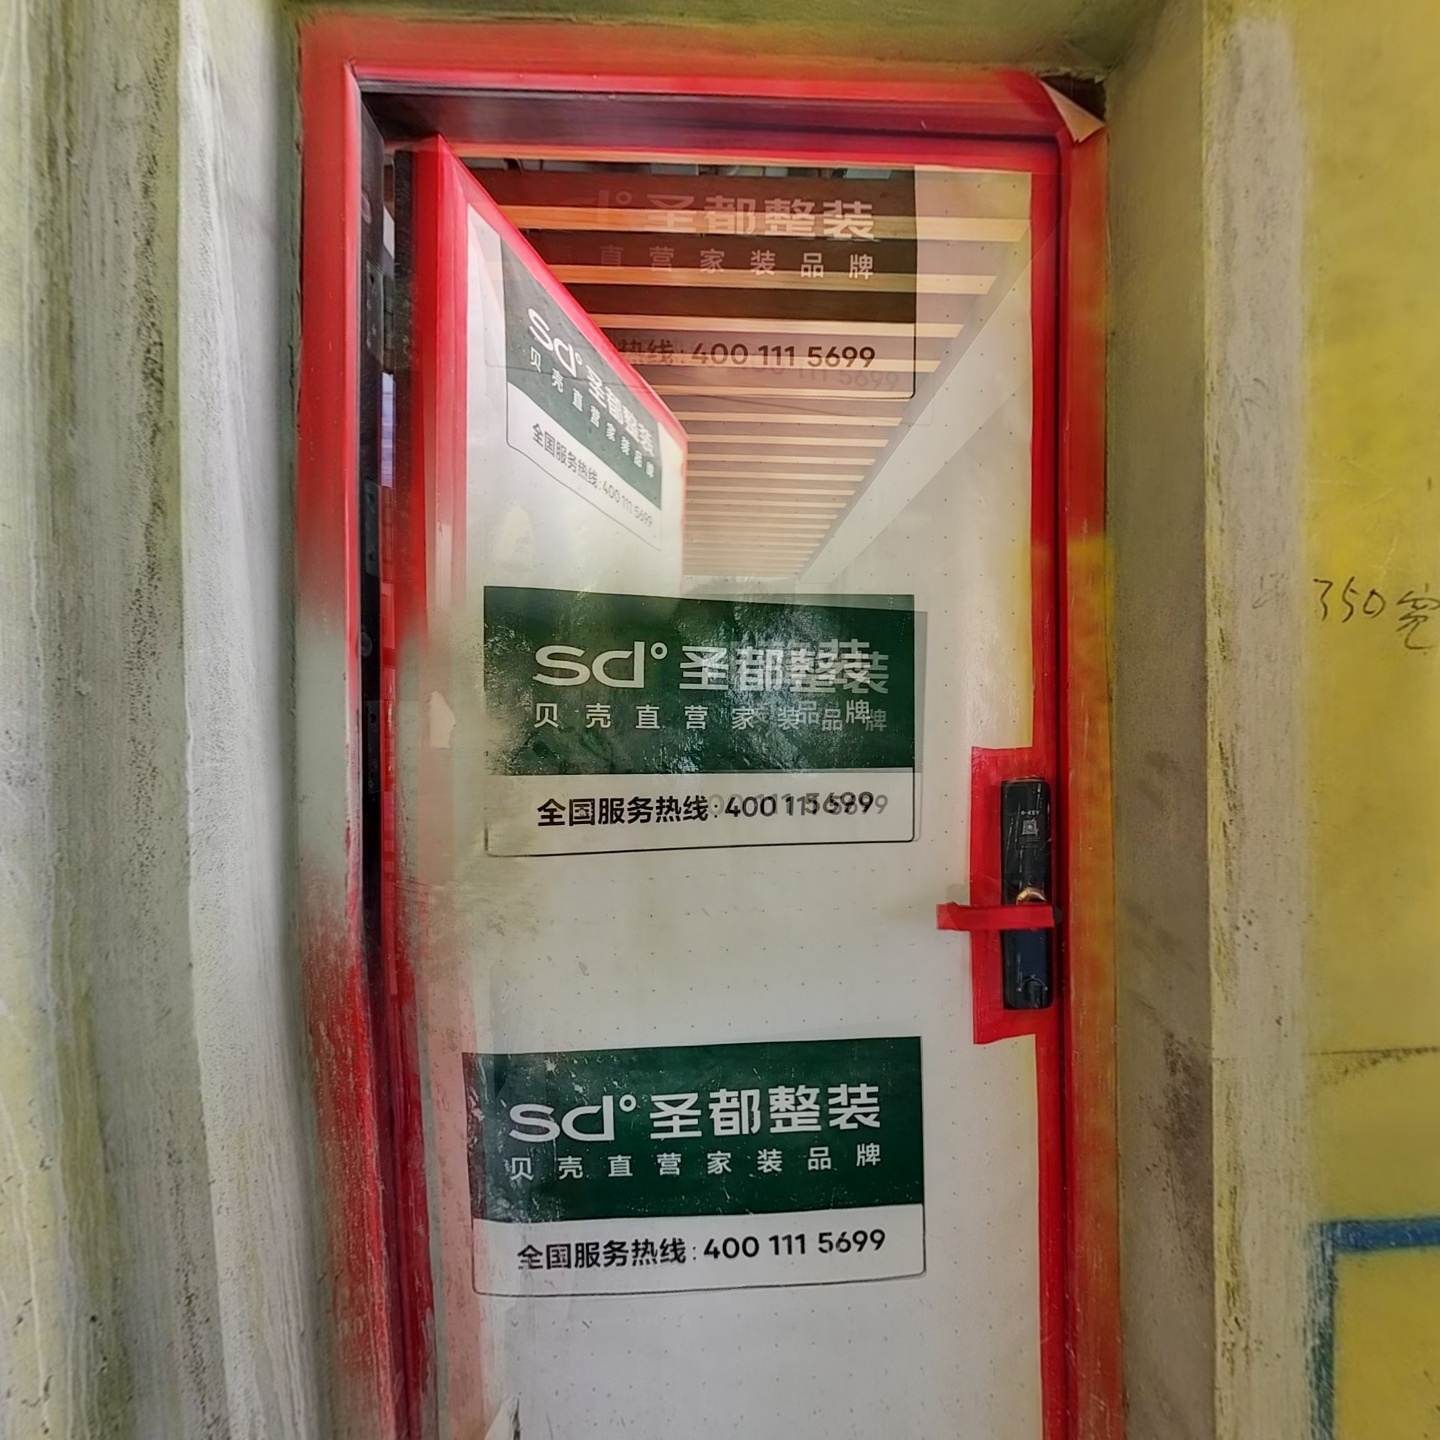 圣都整装
直营家装品牌
热线:400 111 5699
sd° 圣都整装
贝壳直营家装品牌
全国服务热线:400 111 5699
350宽
sd° 圣都整装
贝壳直营家装品牌
全国服务热线:400 111 5699
sd° 圣都整装
贝壳直营家装品牌
全国服务热线:400 111 5699